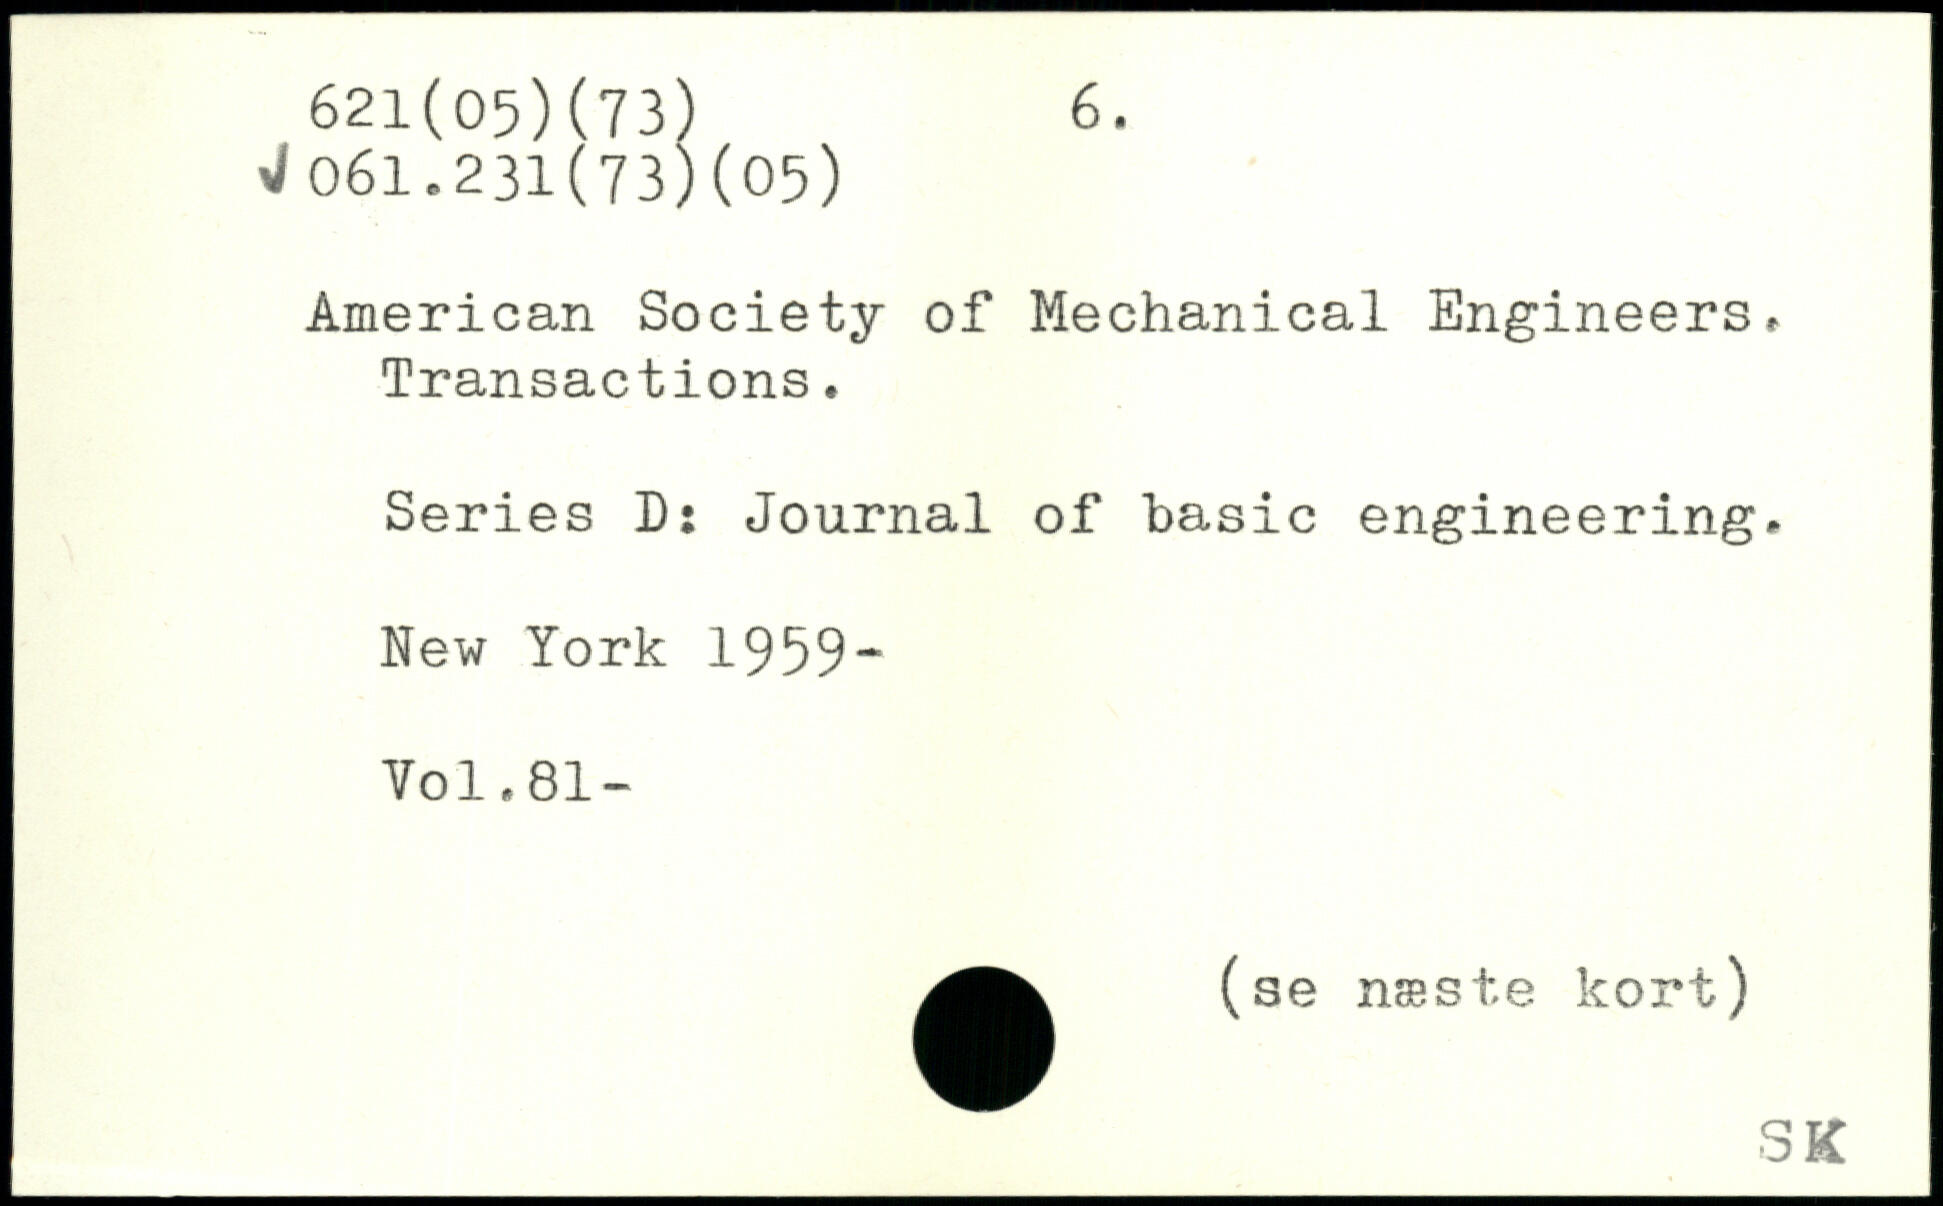 621(05)(73) 6.
✓ 061.231(73)(05)
American Society of Mechanical Engineers.
Transactions.
Series D: Journal of basic engineering.
New York 1959-
Vol.81-
(se næste kort)
SK